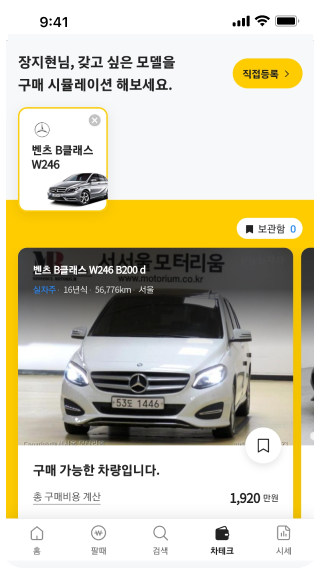 9:41
장지현님, 갖고 싶은 모델을
구매 시뮬레이션 해보세요.
직접등록
벤츠 B클래스
W246
보관함 0
서서울모터리움
www.motorium.co.kr
벤츠 B클래스 W246 B200 d
실차주 · 16년식 · 56,776km · 서울
53도 1446
구매 가능한 차량입니다.
총 구매비용 계산
1,920 만원
홈
팔때
검색
차테크
시세